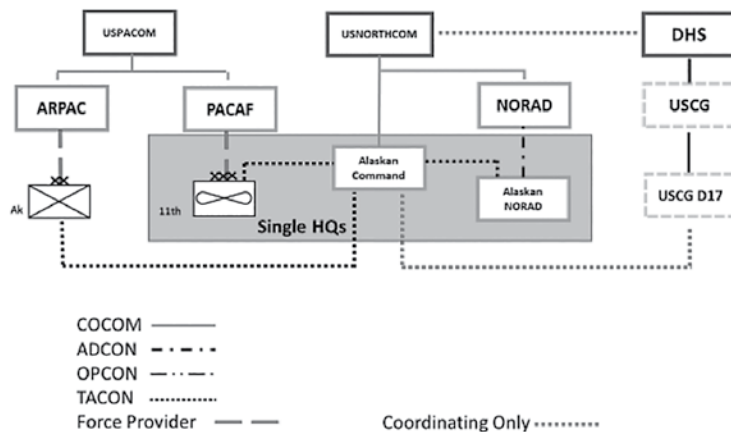 USPACOM
USNORTHCOM
DHS
ARPAC
PACAF
NORAD
USCG
Alaskan
Command
Ak
11th
Alaskan
NORAD
USCG D17
Single HQs
COCOM
ADCON
OPCON
TACON
Force Provider
Coordinating Only